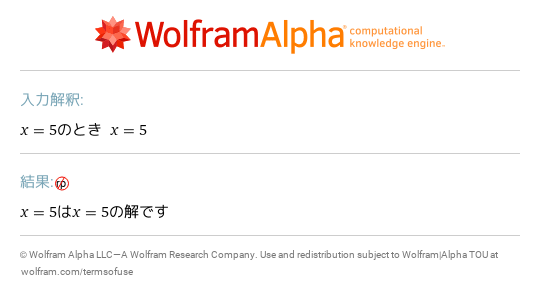 WolframAlpha computational
knowledge engine™
入力解釈:
x = 5のとき x = 5
結果:
x = 5はx = 5の解です
© Wolfram Alpha LLC—A Wolfram Research Company. Use and redistribution subject to Wolfram|Alpha TOU at
wolfram.com/termsofuse